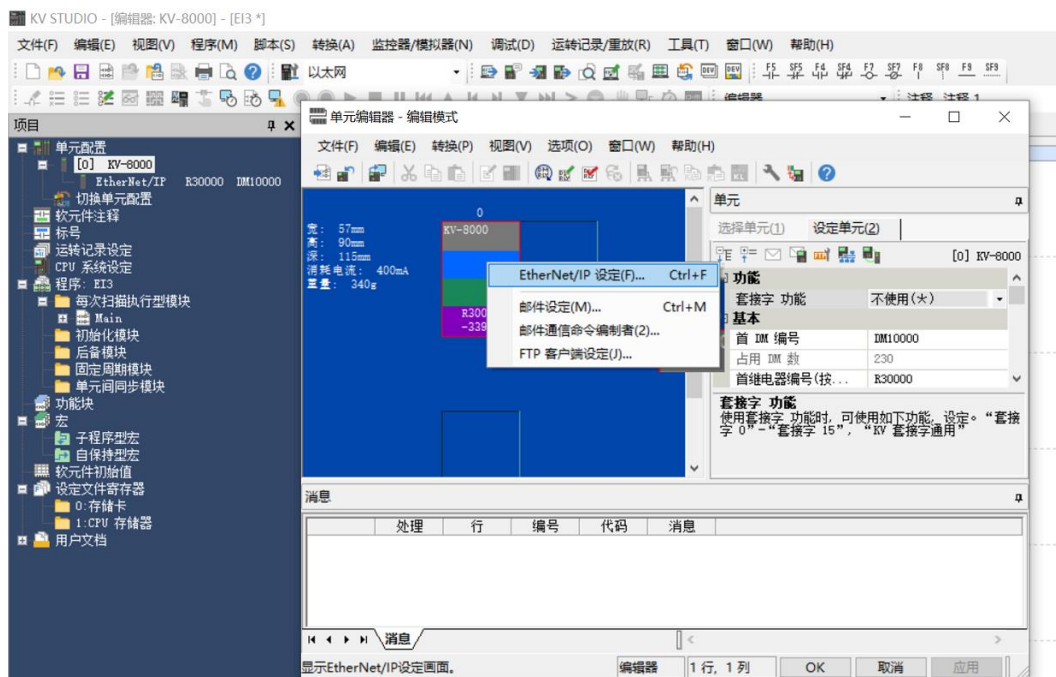 KV STUDIO - [编辑器: KV-8000] - [EI3 *]
文件(F) 编辑(E) 视图(V) 程序(M) 脚本(S) 转换(A) 监控器/模拟器(N) 调试(D) 运转记录/重放(R) 工具(T) 窗口(W) 帮助(H)
以太网
F5 SF5 F4 SF4 F7 SF7 F8 SF8 F9 SF9
编辑器
注释 注释 1
项目
单元配置
[0] KV-8000
EtherNet/IP R30000 DM10000
切换单元配置
软元件注释
标号
运转记录设定
CPU 系统设定
程序: EI3
每次扫描执行型模块
Main
初始化模块
后备模块
固定周期模块
单元间同步模块
功能块
宏
子程序型宏
自保持型宏
软元件初始值
设定文件寄存器
0:存储卡
1:CPU 存储器
用户文档
单元编辑器 - 编辑模式
文件(F) 编辑(E) 转换(P) 视图(V) 选项(O) 窗口(W) 帮助(H)
0
KV-8000
宽: 57mm
高: 90mm
深: 115mm
消耗电流: 400mA
重量: 340g
R300
-339
EtherNet/IP 设定(F)... Ctrl+F
邮件设定(M)... Ctrl+M
邮件通信命令编制者(2)...
FTP 客户端设定(J)...
单元
选择单元(1) 设定单元(2)
[0] KV-8000
功能
套接字 功能 不使用(*)
基本
首 DM 编号 DM10000
占用 DM 数 230
首继电器编号(按... R30000
套接字 功能
使用套接字 功能时, 可使用如下功能, 设定。“套接
字 0”-“套接字 15”, “KV 套接字通用”
消息
处理 行 编号 代码 消息
消息
显示EtherNet/IP设定画面。
编辑器 1 行, 1 列 OK 取消 应用